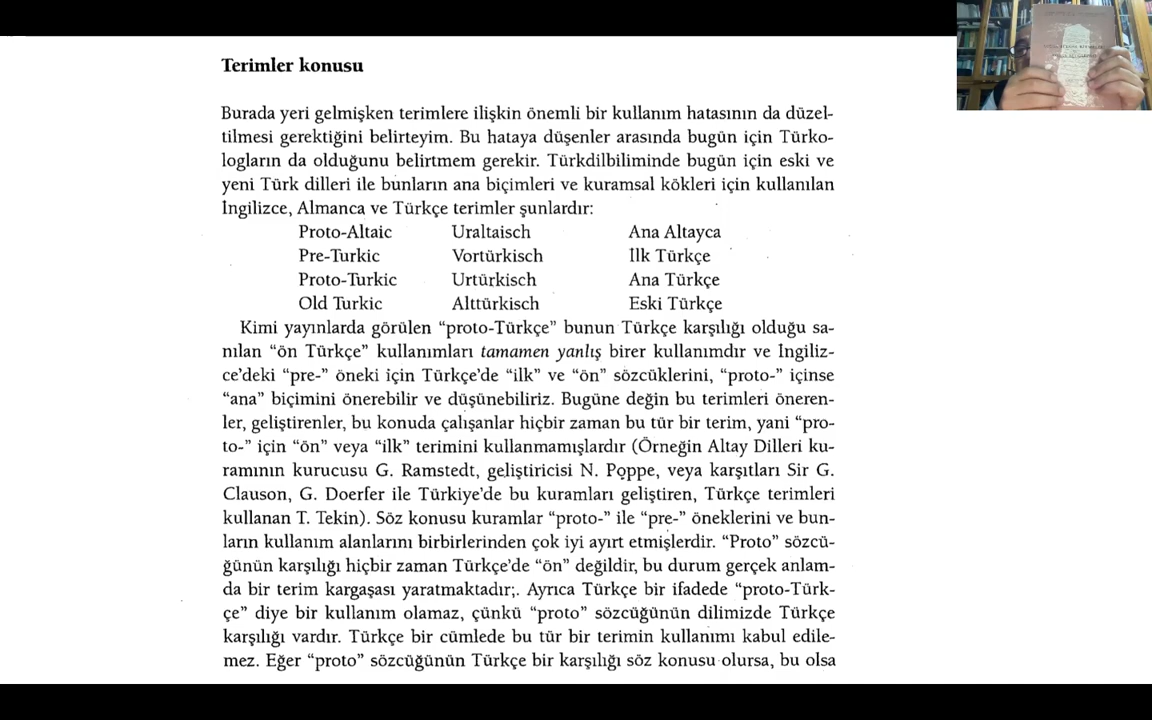 Terimler konusu
Burada yeri gelmişken terimlere ilişkin önemli bir kullanım hatasının da düzel-
tilmesi gerektiğini belirteyim. Bu hataya düşenler arasında bugün için Türko-
logların da olduğunu belirtmem gerekir. Türkdilbiliminde bugün için eski ve
yeni Türk dilleri ile bunların ana biçimleri ve kuramsal kökleri için kullanılan
İngilizce, Almanca ve Türkçe terimler şunlardır:
Proto-Altaic Uraltaisch Ana Altayca
Pre-Turkic Vortürkisch İlk Türkçe
Proto-Turkic Urtürkisch Ana Türkçe
Old Turkic Alttürkisch Eski Türkçe
Kimi yayınlarda görülen “proto-Türkçe” bunun Türkçe karşılığı olduğu sa-
nılan “ön Türkçe” kullanımları tamamen yanlış birer kullanımdır ve İngiliz-
ce’deki “pre-” öneki için Türkçe’de “ilk” ve “ön” sözcüklerini, “proto-” içinse
“ana” biçimini önerebilir ve düşünebiliriz. Bugüne değin bu terimleri öneren-
ler, geliştirenler, bu konuda çalışanlar hiçbir zaman bu tür bir terim, yani “pro-
to-” için “ön” veya “ilk” terimini kullanmamışlardır (Örneğin Altay Dilleri ku-
ramının kurucusu G. Ramstedt, geliştiricisi N. Poppe, veya karşıtları Sir G.
Clauson, G. Doerfer ile Türkiye’de bu kuramları geliştiren, Türkçe terimleri
kullanan T. Tekin). Söz konusu kuramlar “proto-” ile “pre-” öneklerini ve bun-
ların kullanım alanlarını birbirlerinden çok iyi ayırt etmişlerdir. “Proto” sözcü-
ğünün karşılığı hiçbir zaman Türkçe’de “ön” değildir, bu durum gerçek anlam-
da bir terim kargaşası yaratmaktadır;. Ayrıca Türkçe bir ifadede “proto-Türk-
çe” diye bir kullanım olamaz, çünkü “proto” sözcüğünün dilimizde Türkçe
karşılığı vardır. Türkçe bir cümlede bu tür bir terimin kullanımı kabul edile-
mez. Eğer “proto” sözcüğünün Türkçe bir karşılığı söz konusu olursa, bu olsa